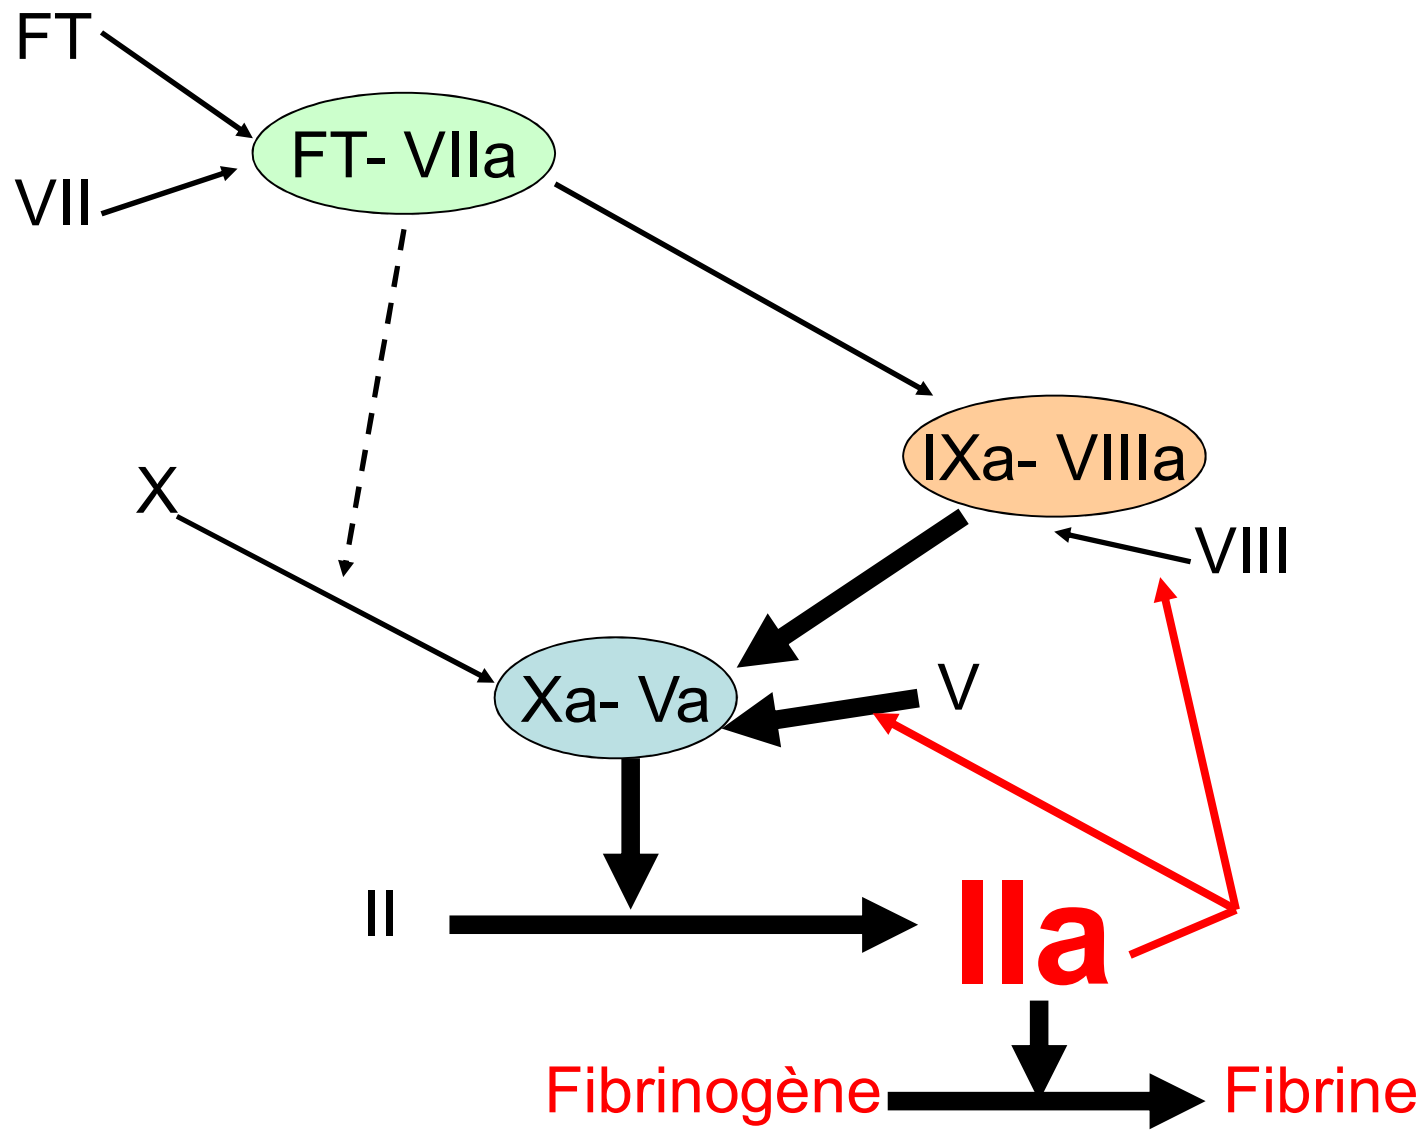 FT
FT- VIIa
VII
IXa- VIIIa
X
VIII
Xa- Va
V
II
IIa
Fibrinogène
Fibrine